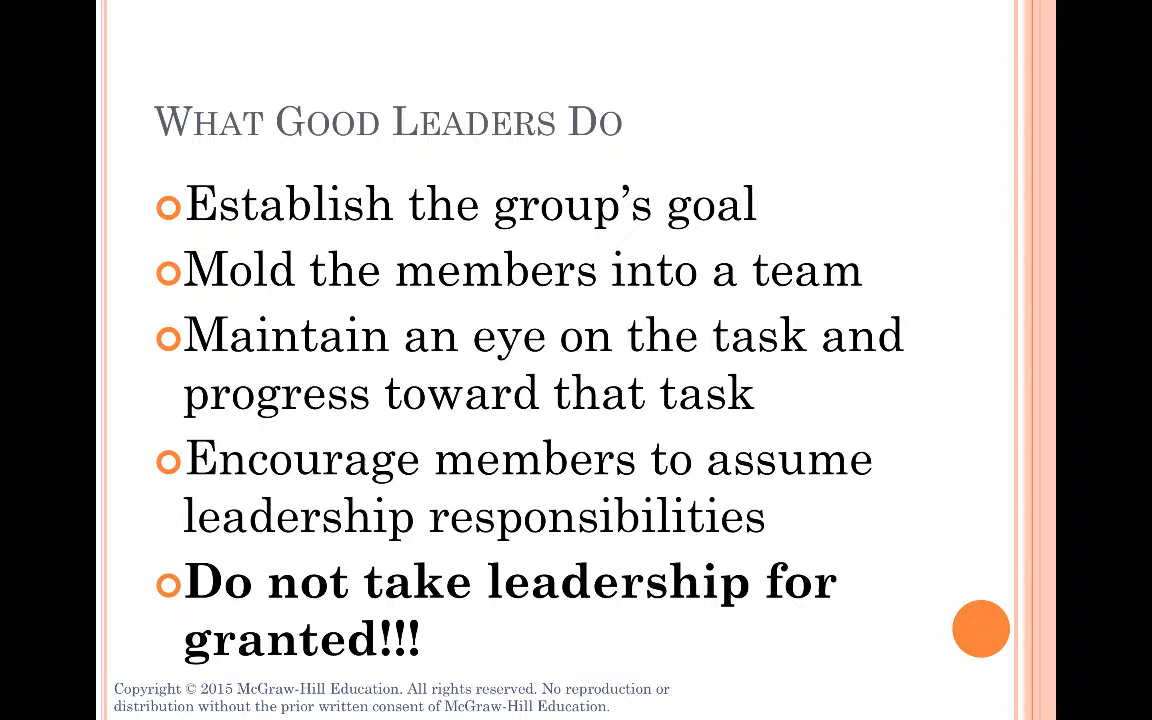 What Good Leaders Do
Establish the group’s goal
Mold the members into a team
Maintain an eye on the task and
progress toward that task
Encourage members to assume
leadership responsibilities
Do not take leadership for
granted!!!
Copyright © 2015 McGraw-Hill Education. All rights reserved. No reproduction or
distribution without the prior written consent of McGraw-Hill Education.